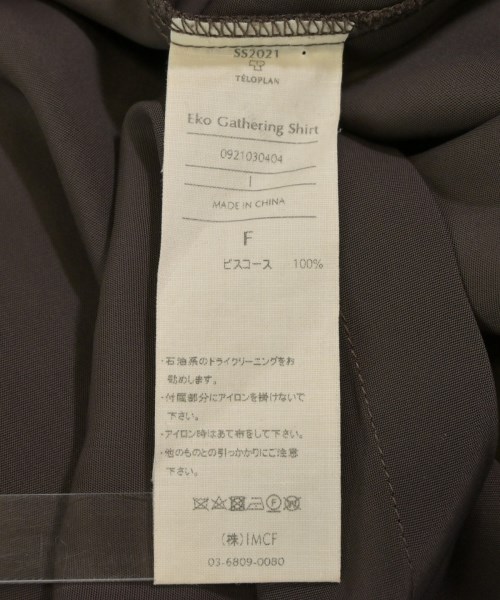 SS2021
TÉLOPLAN
Eko Gathering Shirt
0921030404
I
MADE IN CHINA
F
ビスコース 100%
・石油系のドライクリーニングをお
勧めします。
・付属部分にアイロンを掛けないで
下さい。
・アイロン時はあて布をして下さい。
・他のものとの引っかかりにご注意
下さい。
(株)IMCF
03-6809-0080